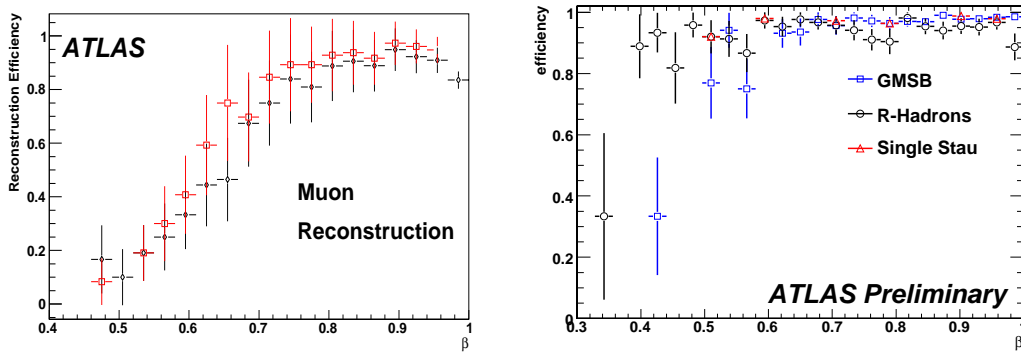 Reconstruction Efficiency
1
0.8
0.6
0.4
0.2
0
ATLAS
Muon
Reconstruction
0.4 0.5 0.6 0.7 0.8 0.9 1
β
efficiency
1
0.8
0.6
0.4
0.2
0
GMSB
R-Hadrons
Single Stau
ATLAS Preliminary
0.3 0.4 0.5 0.6 0.7 0.8 0.9 1
β